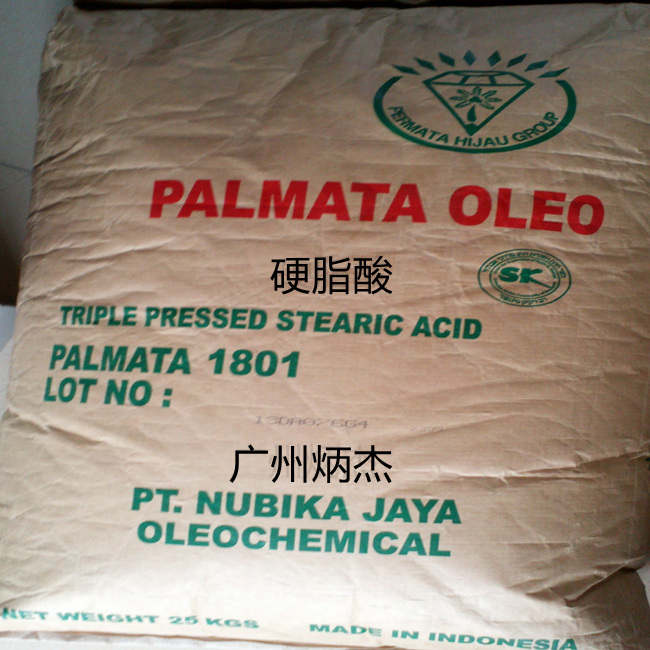 PERMATA HIJAU GROUP
PALMATA OLEO
硬脂酸
SK
TRIPLE PRESSED STEARIC ACID
PALMATA 1801
LOT NO :
广州炳杰
PT. NUBIKA JAYA
OLEOCHEMICAL
NET WEIGHT 25 KGS
MADE IN INDONESIA